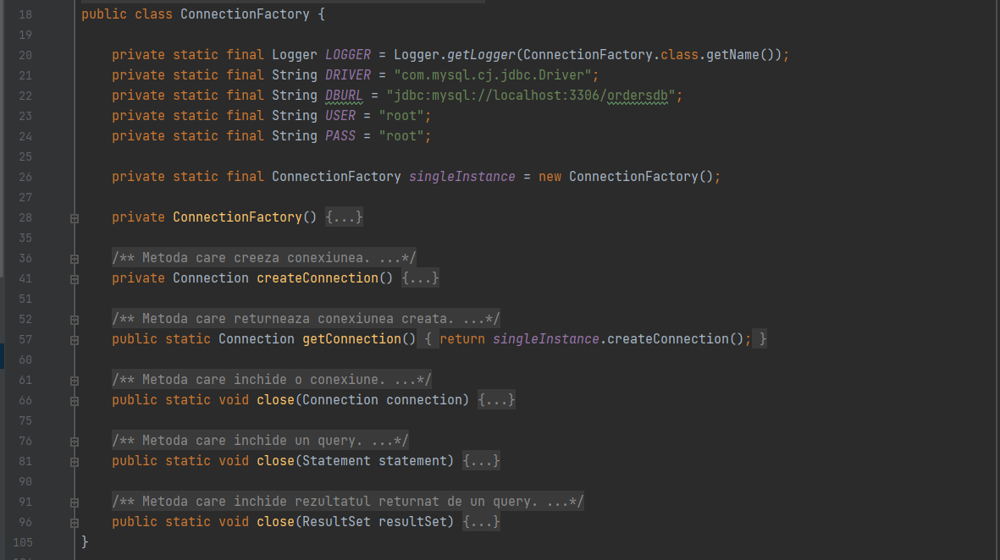 18 public class ConnectionFactory {
19
20 private static final Logger LOGGER = Logger.getLogger(ConnectionFactory.class.getName());
21 private static final String DRIVER = "com.mysql.cj.jdbc.Driver";
22 private static final String DBURL = "jdbc:mysql://localhost:3306/ordersdb";
23 private static final String USER = "root";
24 private static final String PASS = "root";
25
26 private static final ConnectionFactory singleInstance = new ConnectionFactory();
27
28 private ConnectionFactory() {...}
35
36 /** Metoda care creeza conexiunea. ...*/
41 private Connection createConnection() {...}
51
52 /** Metoda care returneaza conexiunea creata. ...*/
57 public static Connection getConnection() { return singleInstance.createConnection(); }
60
61 /** Metoda care inchide o conexiune. ...*/
66 public static void close(Connection connection) {...}
75
76 /** Metoda care inchide un query. ...*/
81 public static void close(Statement statement) {...}
90
91 /** Metoda care inchide rezultatul returnat de un query. ...*/
96 public static void close(ResultSet resultSet) {...}
105 }